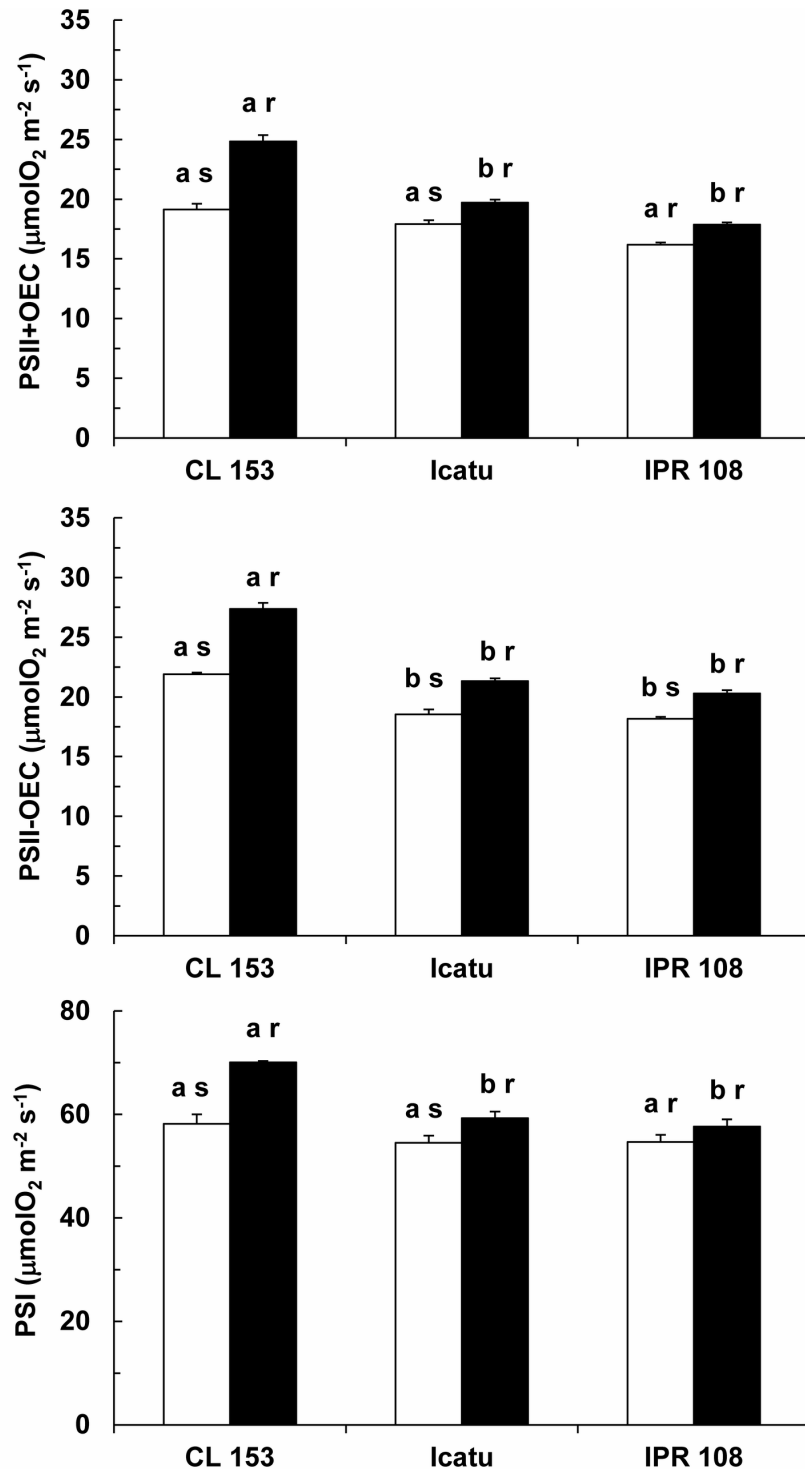 35
30
25
20
15
10
5
0
PSII+OEC (μmolO₂ m⁻² s⁻¹)
a s
a r
a s
b r
a r
b r
CL 153
Icatu
IPR 108
35
30
25
20
15
10
5
0
PSII-OEC (μmolO₂ m⁻² s⁻¹)
a s
a r
b s
b r
b s
b r
CL 153
Icatu
IPR 108
80
60
40
20
0
PSI (μmolO₂ m⁻² s⁻¹)
a s
a r
a s
b r
a r
b r
CL 153
Icatu
IPR 108